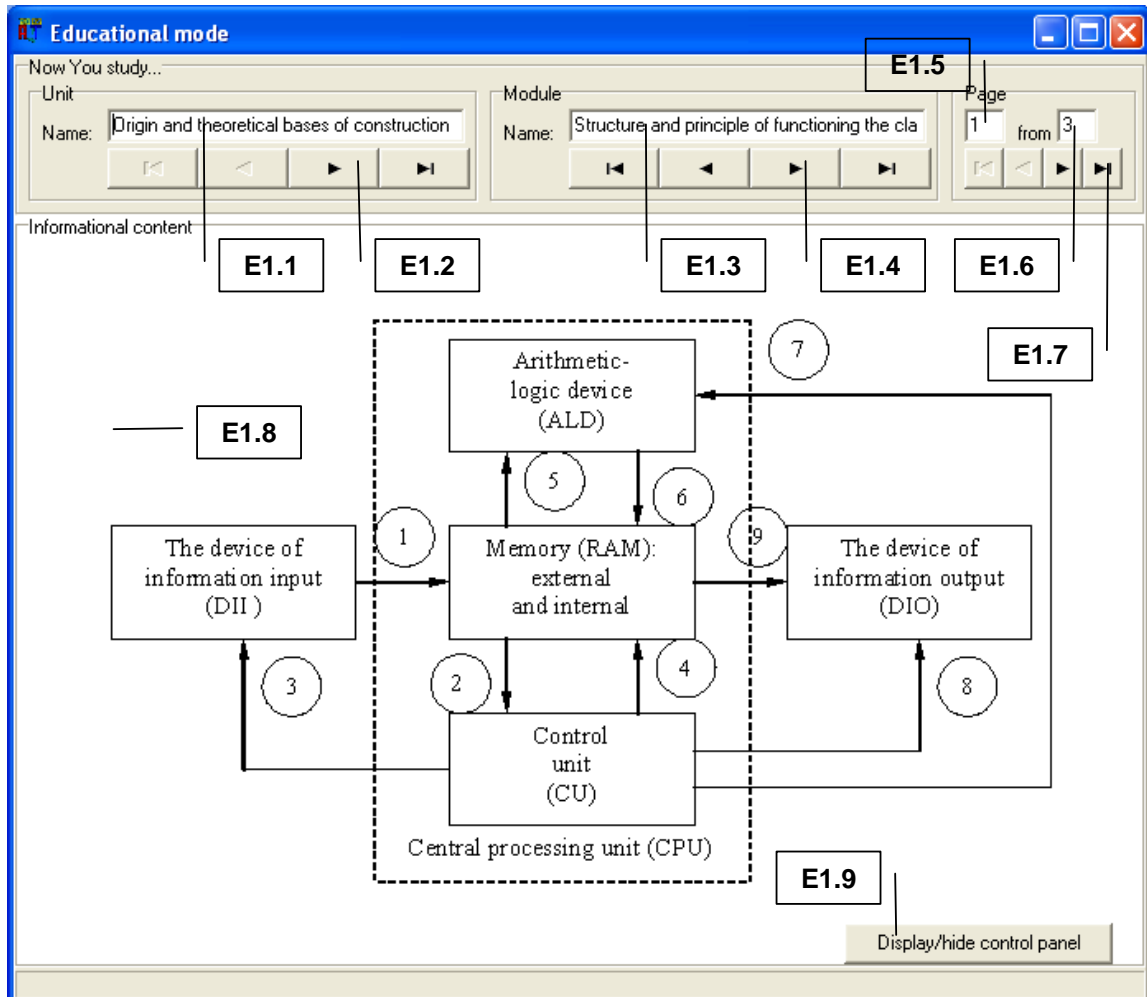 Educational mode
Now You study...
E1.5
Unit
Module
Page
Name: Origin and theoretical bases of construction
Name: Structure and principle of functioning the cla
1 from 3
Informational content
E1.1
E1.2
E1.3
E1.4
E1.6
E1.7
7
Arithmetic-
logic device
(ALD)
E1.8
5
6
1
9
The device of
information input
(DII )
Memory (RAM):
external
and internal
The device of
information output
(DIO)
3
2
4
8
Control
unit
(CU)
Central processing unit (CPU)
E1.9
Display/hide control panel